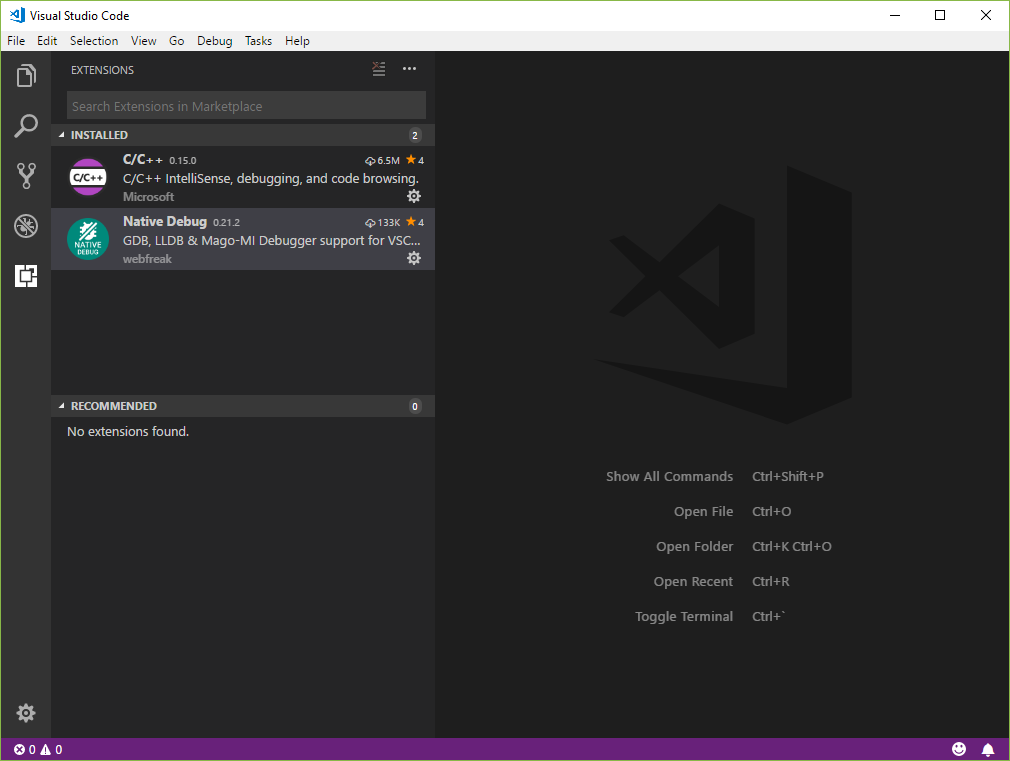 Visual Studio Code
File Edit Selection View Go Debug Tasks Help
EXTENSIONS
Search Extensions in Marketplace
INSTALLED 2
C/C++ 0.15.0 6.5M 4
C/C++
C/C++ IntelliSense, debugging, and code browsing.
Microsoft
Native Debug 0.21.2 133K 4
NATIVE
DEBUG
GDB, LLDB & Mago-MI Debugger support for VSC...
webfreak
RECOMMENDED 0
No extensions found.
Show All Commands Ctrl+Shift+P
Open File Ctrl+O
Open Folder Ctrl+K Ctrl+O
Open Recent Ctrl+R
Toggle Terminal Ctrl+`
0 0